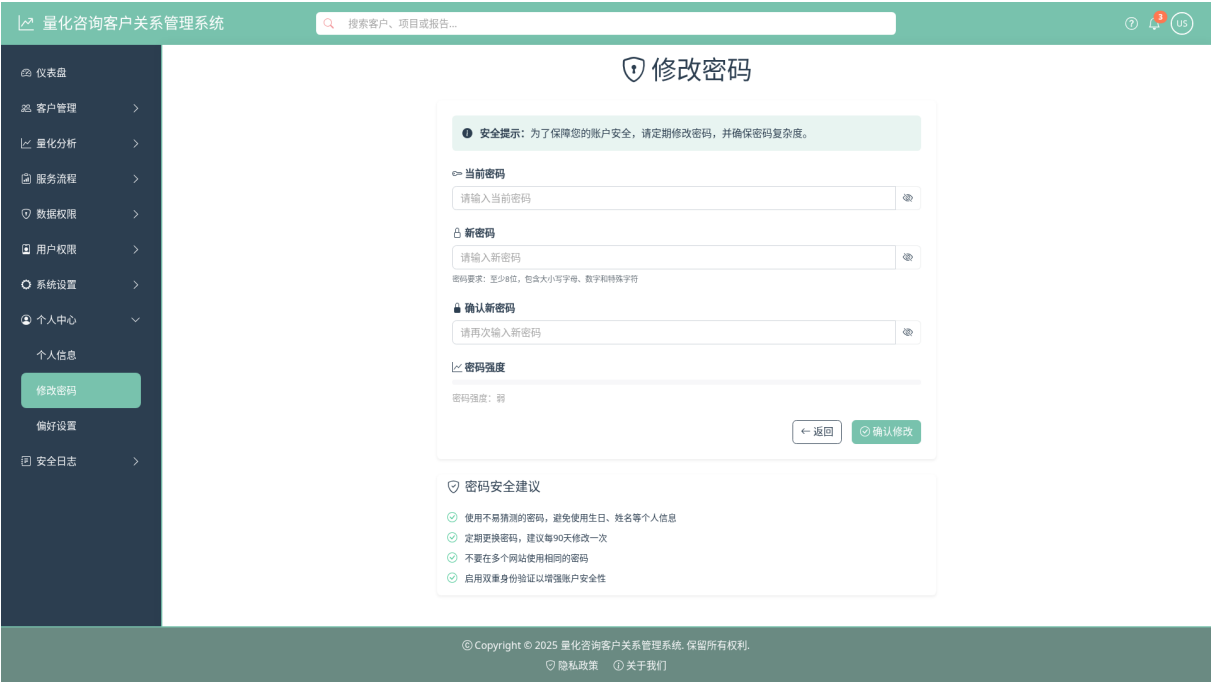 量化咨询客户关系管理系统
搜索客户、项目或报告...
3
US
仪表盘
客户管理
量化分析
服务流程
数据权限
用户权限
系统设置
个人中心
个人信息
修改密码
偏好设置
安全日志
修改密码
安全提示：为了保障您的账户安全，请定期修改密码，并确保密码复杂度。
当前密码
请输入当前密码
新密码
请输入新密码
密码要求：至少8位，包含大小写字母、数字和特殊字符
确认新密码
请再次输入新密码
密码强度
密码强度：弱
返回
确认修改
密码安全建议
使用不易猜测的密码，避免使用生日、姓名等个人信息
定期更换密码，建议每90天修改一次
不要在多个网站使用相同的密码
启用双重身份验证以增强账户安全性
© Copyright © 2025 量化咨询客户关系管理系统. 保留所有权利.
隐私政策 关于我们